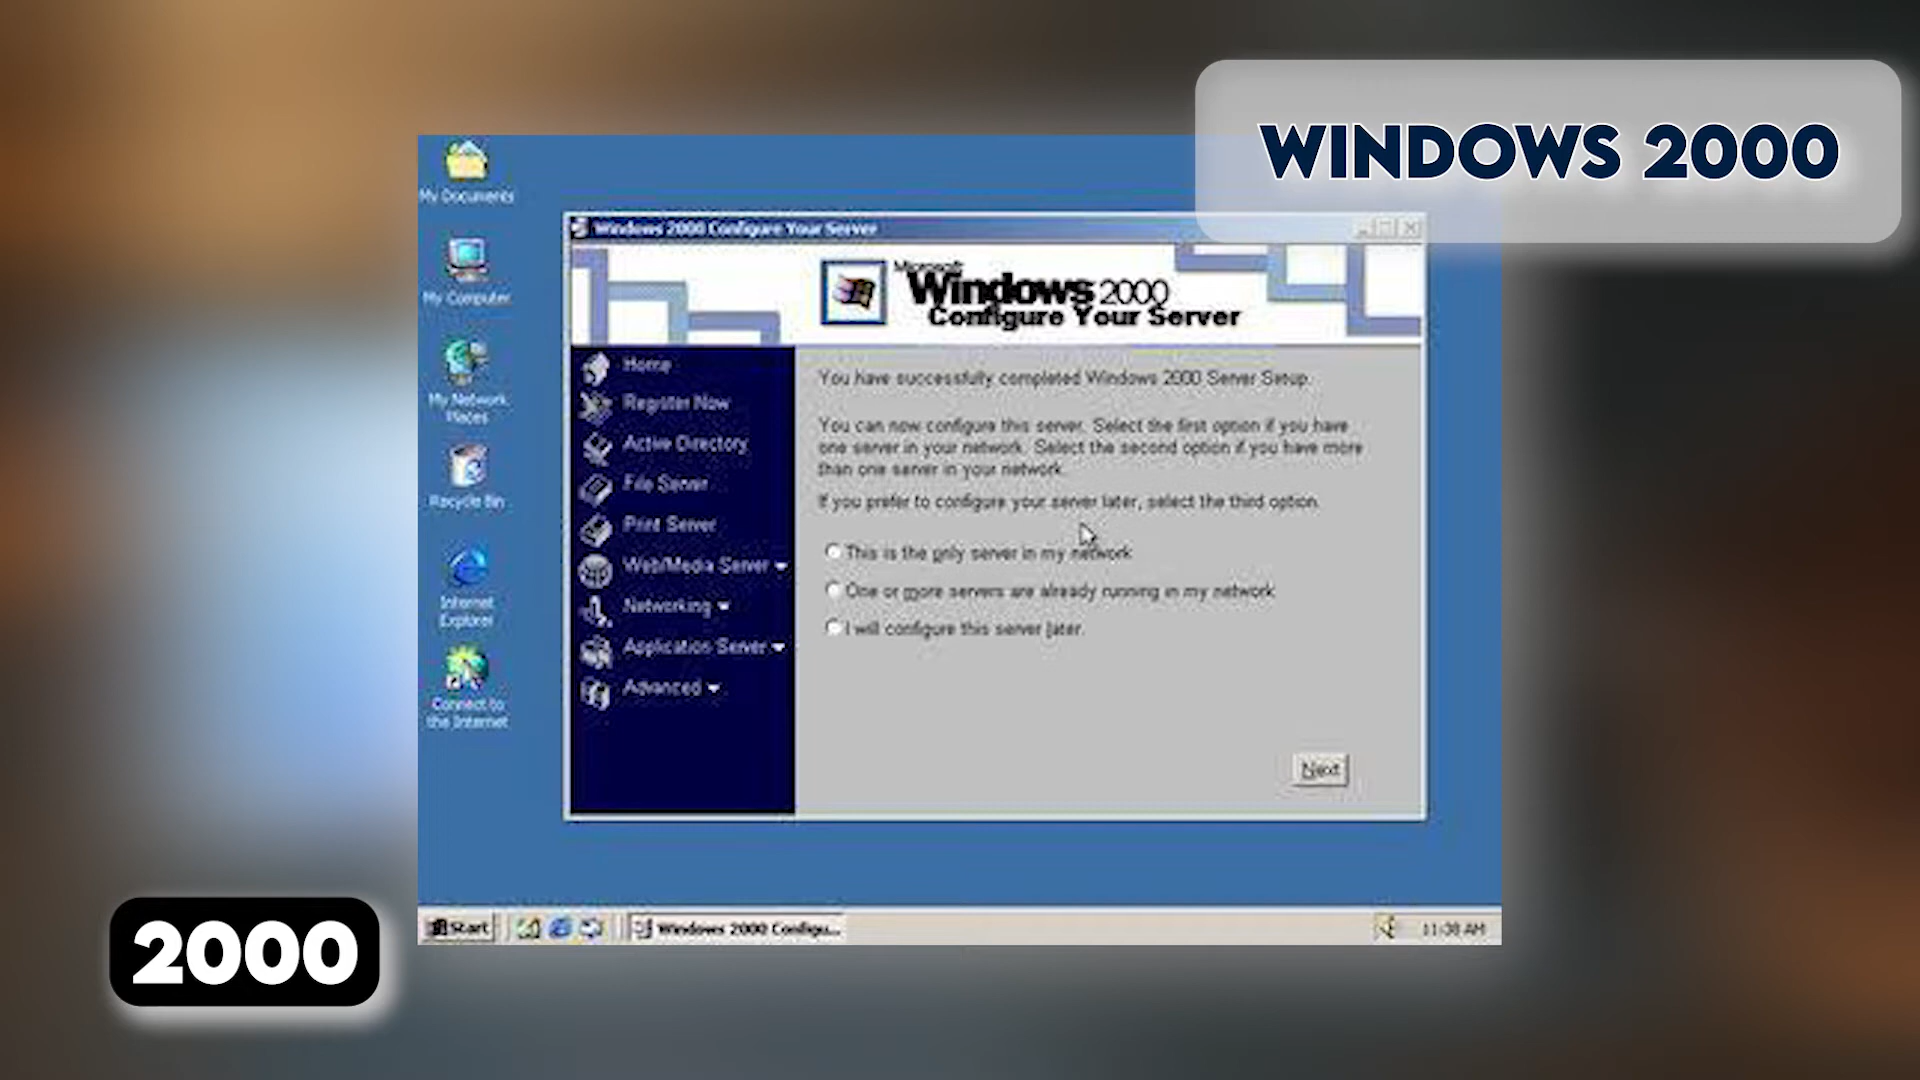 WINDOWS 2000
My Documents
My Computer
My Network
Places
Recycle Bin
Internet
Explorer
Connect to
the Internet
Windows 2000 Configure Your Server
Microsoft
Windows 2000
Configure Your Server
Home
Register Now
Active Directory
File Server
Print Server
Web/Media Server
Networking
Application Server
Advanced
You have successfully completed Windows 2000 Server Setup.
You can now configure this server. Select the first option if you have
one server in your network. Select the second option if you have more
than one server in your network.
If you prefer to configure your server later, select the third option.
This is the only server in my network
One or more servers are already running in my network
I will configure this server later.
Next
Start
Windows 2000 Configu...
11:38 AM
2000